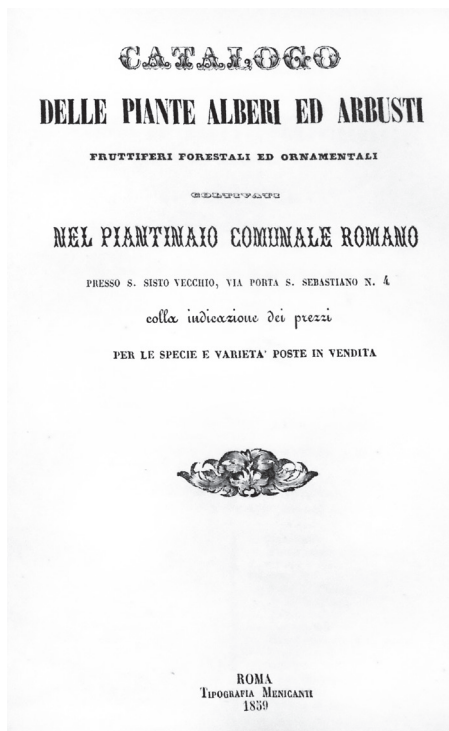 CATALOGO
DELLE PIANTE ALBERI ED ARBUSTI
FRUTTIFERI FORESTALI ED ORNAMENTALI
COLTIVATI
NEL PIANTINAIO COMUNALE ROMANO
PRESSO S. SISTO VECCHIO, VIA PORTA S. SEBASTIANO N. 4
colla indicazione dei prezzi
PER LE SPECIE E VARIETA' POSTE IN VENDITA
ROMA
TIPOGRAFIA MENICANTI
1859